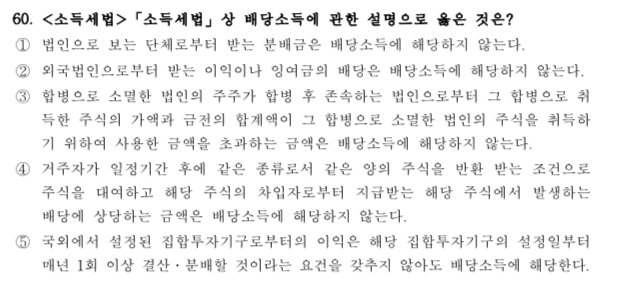 60. <소득세법>「소득세법」상 배당소득에 관한 설명으로 옳은 것은?
① 법인으로 보는 단체로부터 받는 분배금은 배당소득에 해당하지 않는다.
② 외국법인으로부터 받는 이익이나 잉여금의 배당은 배당소득에 해당하지 않는다.
③ 합병으로 소멸한 법인의 주주가 합병 후 존속하는 법인으로부터 그 합병으로 취
득한 주식의 가액과 금전의 합계액이 그 합병으로 소멸한 법인의 주식을 취득하
기 위하여 사용한 금액을 초과하는 금액은 배당소득에 해당하지 않는다.
④ 거주자가 일정기간 후에 같은 종류로서 같은 양의 주식을 반환 받는 조건으로
주식을 대여하고 해당 주식의 차입자로부터 지급받는 해당 주식에서 발생하는
배당에 상당하는 금액은 배당소득에 해당하지 않는다.
⑤ 국외에서 설정된 집합투자기구로부터의 이익은 해당 집합투자기구의 설정일부터
매년 1회 이상 결산·분배할 것이라는 요건을 갖추지 않아도 배당소득에 해당한다.